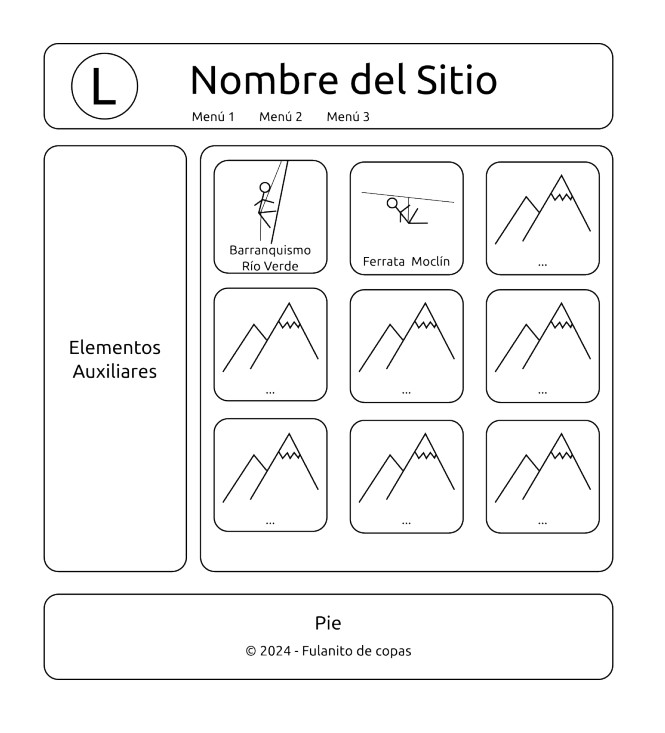 L
Nombre del Sitio
Menú 1 Menú 2 Menú 3
Elementos
Auxiliares
Barranquismo
Río Verde
Ferrata Moclín
...
...
...
...
...
...
...
Pie
© 2024 - Fulanito de copas